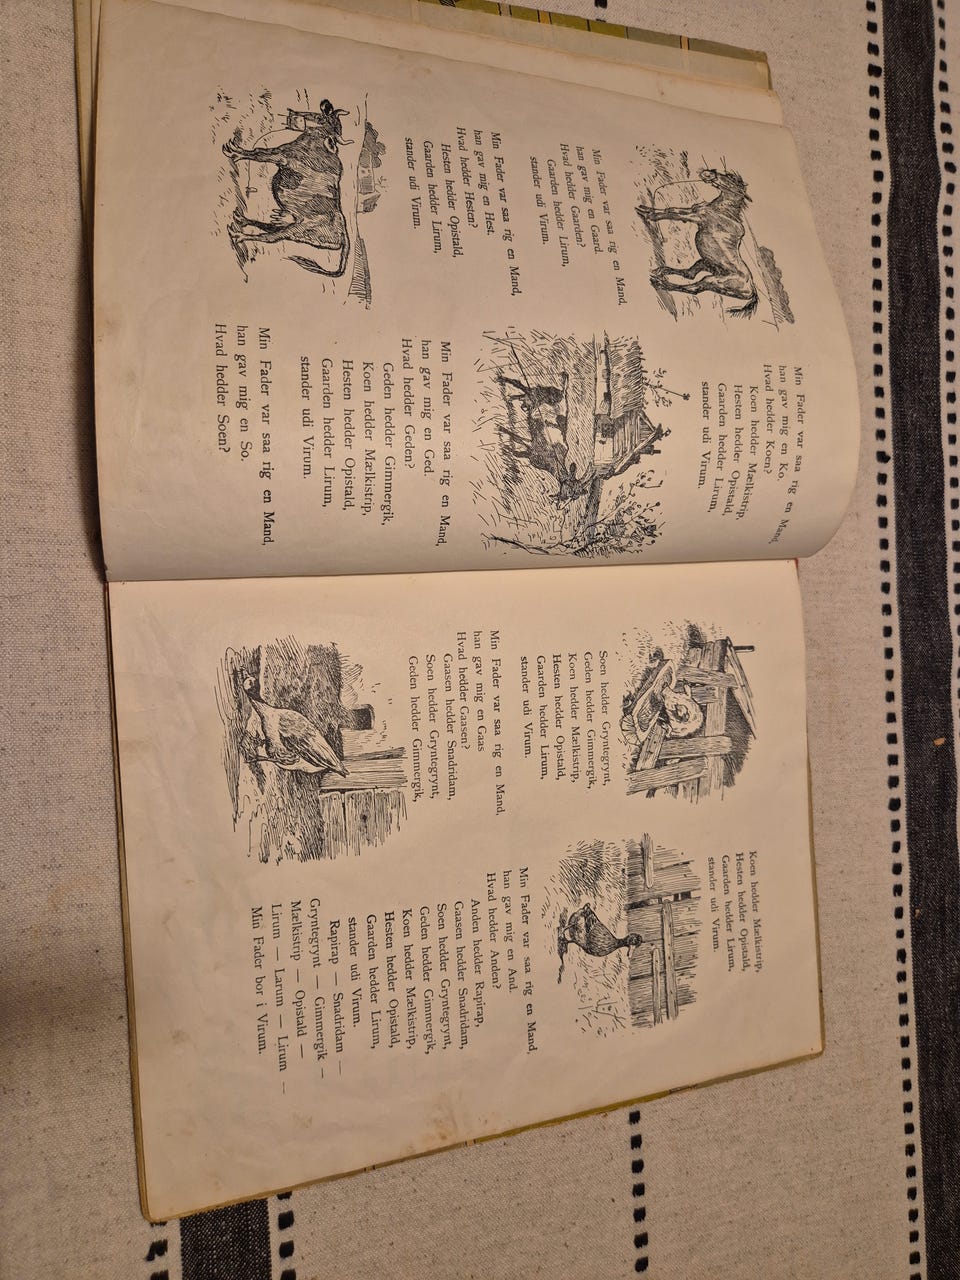 Min Fader var saa rig en Mand,
han gav mig en Gaard.
Hvad hedder Gaarden?
Gaarden hedder Lirum,
stander udi Virum.
Min Fader var saa rig en Mand,
han gav mig en Hest.
Hvad hedder Hesten?
Hesten hedder Opistald,
Gaarden hedder Lirum,
stander udi Virum.
Min Fader var saa rig en Mand,
han gav mig en Ko.
Hvad hedder Koen?
Koen hedder Mælkistrip,
Hesten hedder Opistald,
Gaarden hedder Lirum,
stander udi Virum.
Min Fader var saa rig en Mand,
han gav mig en Ged.
Hvad hedder Geden?
Geden hedder Gimmergik,
Koen hedder Mælkistrip,
Hesten hedder Opistald,
Gaarden hedder Lirum,
stander udi Virum.
Min Fader var saa rig en Mand,
han gav mig en So.
Hvad hedder Soen?
Soen hedder Gryntegrynt,
Geden hedder Gimmergik,
Koen hedder Mælkistrip,
Hesten hedder Opistald,
Gaarden hedder Lirum,
stander udi Virum.
Min Fader var saa rig en Mand,
han gav mig en Gaas
Hvad hedder Gaasen?
Gaasen hedder Snadridam,
Soen hedder Gryntegrynt,
Geden hedder Gimmergik,
Koen hedder Mælkistrip,
Hesten hedder Opistald,
Gaarden hedder Lirum,
stander udi Virum.
Min Fader var saa rig en Mand,
han gav mig en And.
Hvad hedder Anden?
Anden hedder Rapirap,
Gaasen hedder Snadridam,
Soen hedder Gryntegrynt,
Geden hedder Gimmergik,
Koen hedder Mælkistrip,
Hesten hedder Opistald,
Gaarden hedder Lirum,
stander udi Virum.
Rapirap — Snadridam —
Gryntegrynt — Gimmergik —
Mælkistrip — Opistald —
Lirum — Larum — Lirum —
Min Fader bor i Virum.